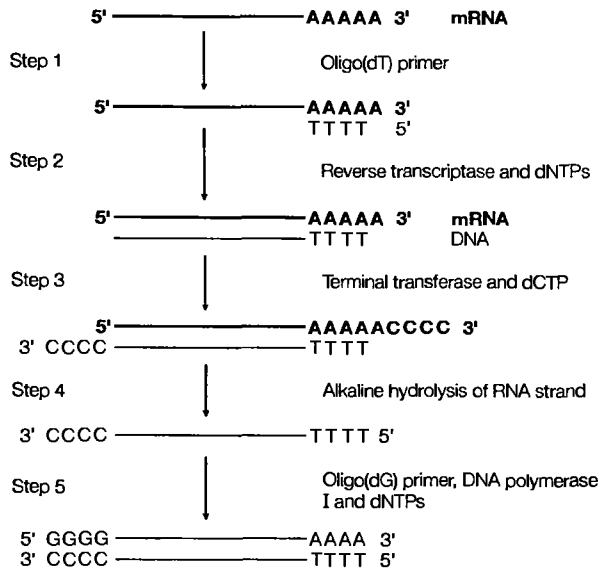 5' AAAAA 3' mRNA
Step 1 Oligo(dT) primer
5' AAAAA 3'
TTTT 5'
Step 2 Reverse transcriptase and dNTPs
5' AAAAA 3' mRNA
TTTT DNA
Step 3 Terminal transferase and dCTP
5' AAAAACCCC 3'
3' CCCC TTTT
Step 4 Alkaline hydrolysis of RNA strand
3' CCCC TTTT 5'
Step 5 Oligo(dG) primer, DNA polymerase
I and dNTPs
5' GGGG AAAA 3'
3' CCCC TTTT 5'